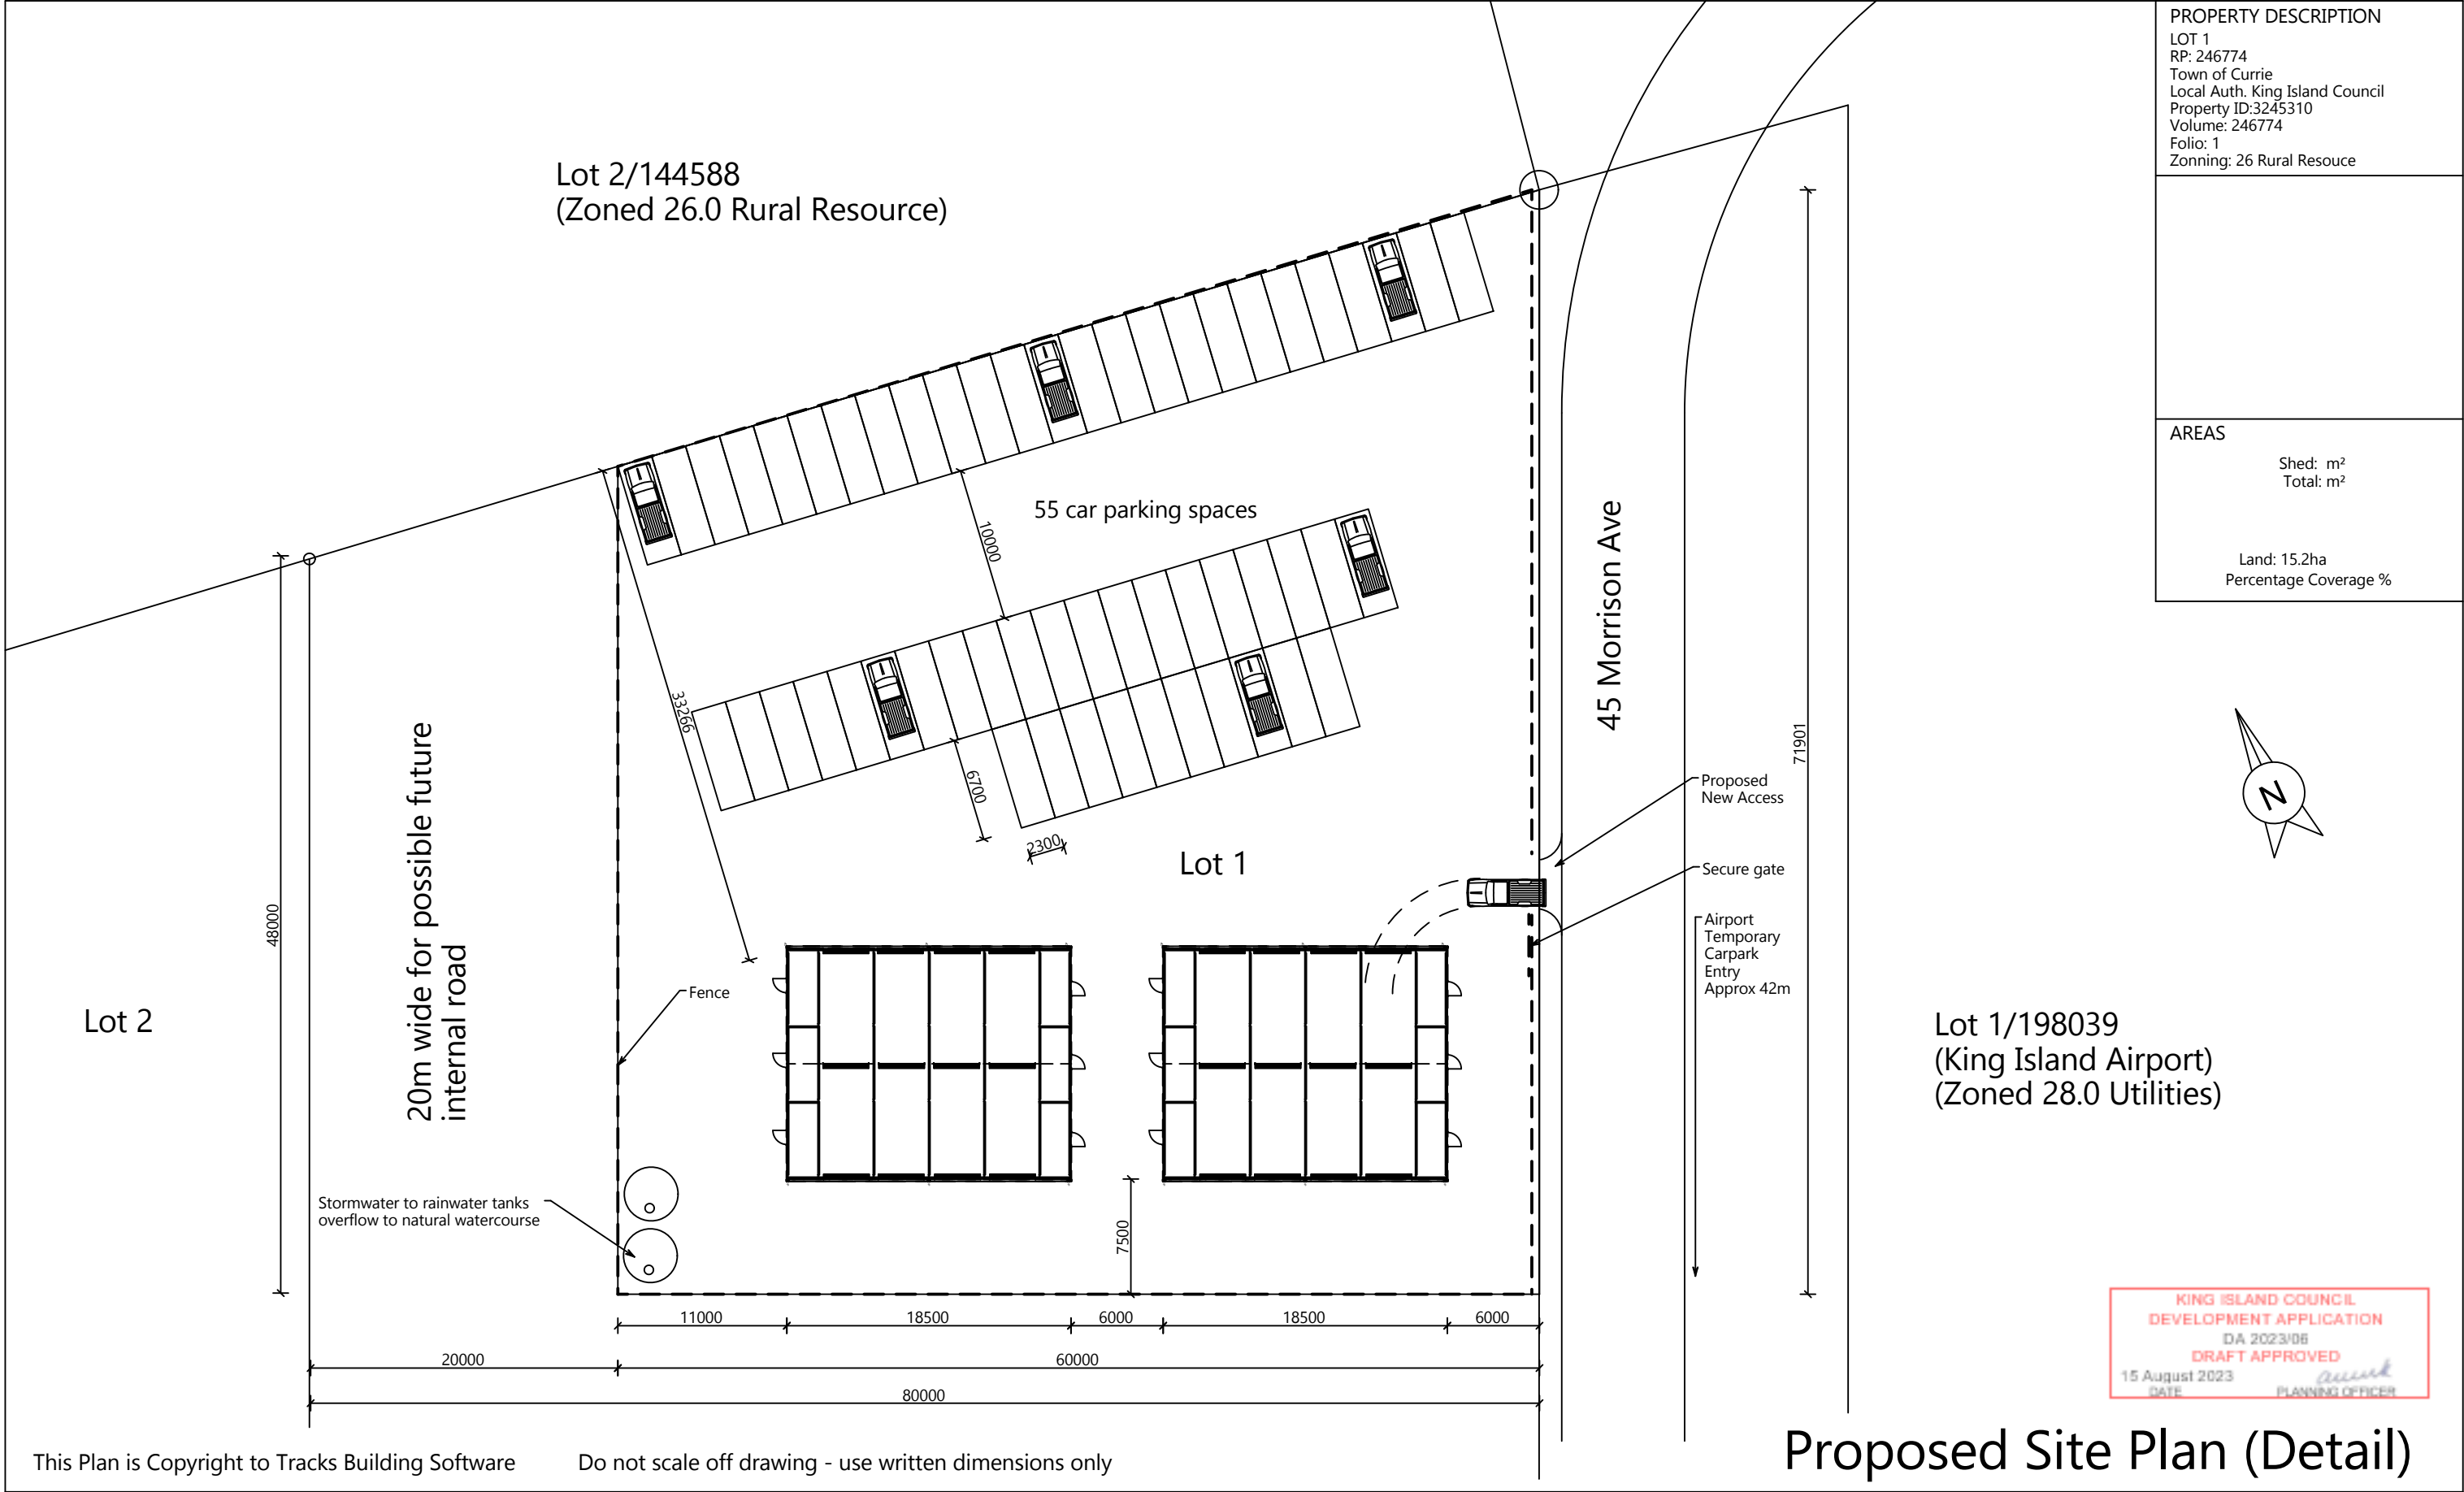 PROPERTY DESCRIPTION
LOT 1
RP: 246774
Town of Currie
Local Auth. King Island Council
Property ID:3245310
Volume: 246774
Folio: 1
Zonning: 26 Rural Resouce
AREAS
Shed: m²
Total: m²
Land: 15.2ha
Percentage Coverage %
Lot 2/144588
(Zoned 26.0 Rural Resource)
55 car parking spaces
10000
33266
6700
2300
45 Morrison Ave
71901
N
Proposed
New Access
Secure gate
Airport
Temporary
Carpark
Entry
Approx 42m
Lot 1
Lot 2
48000
20m wide for possible future
internal road
Fence
Stormwater to rainwater tanks
overflow to natural watercourse
7500
Lot 1/198039
(King Island Airport)
(Zoned 28.0 Utilities)
11000
18500
6000
18500
6000
20000
60000
80000
KING ISLAND COUNCIL
DEVELOPMENT APPLICATION
DA 2023/06
DRAFT APPROVED
15 August 2023
DATE
PLANNING OFFICER
This Plan is Copyright to Tracks Building Software
Do not scale off drawing - use written dimensions only
Proposed Site Plan (Detail)